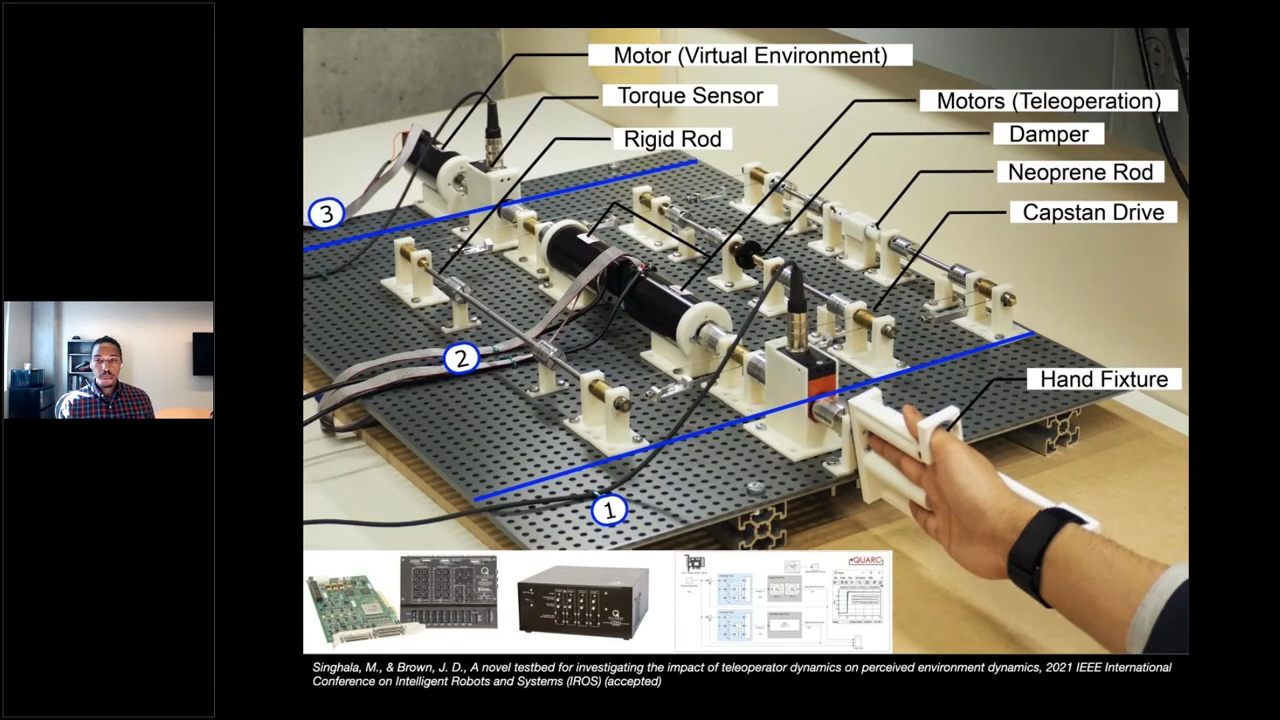 Motor (Virtual Environment)
Torque Sensor
Motors (Teleoperation)
Rigid Rod
Damper
Neoprene Rod
3
Capstan Drive
2
Hand Fixture
1
QUARC
Singhala, M., & Brown, J. D., A novel testbed for investigating the impact of teleoperator dynamics on perceived environment dynamics, 2021 IEEE International
Conference on Intelligent Robots and Systems (IROS) (accepted)